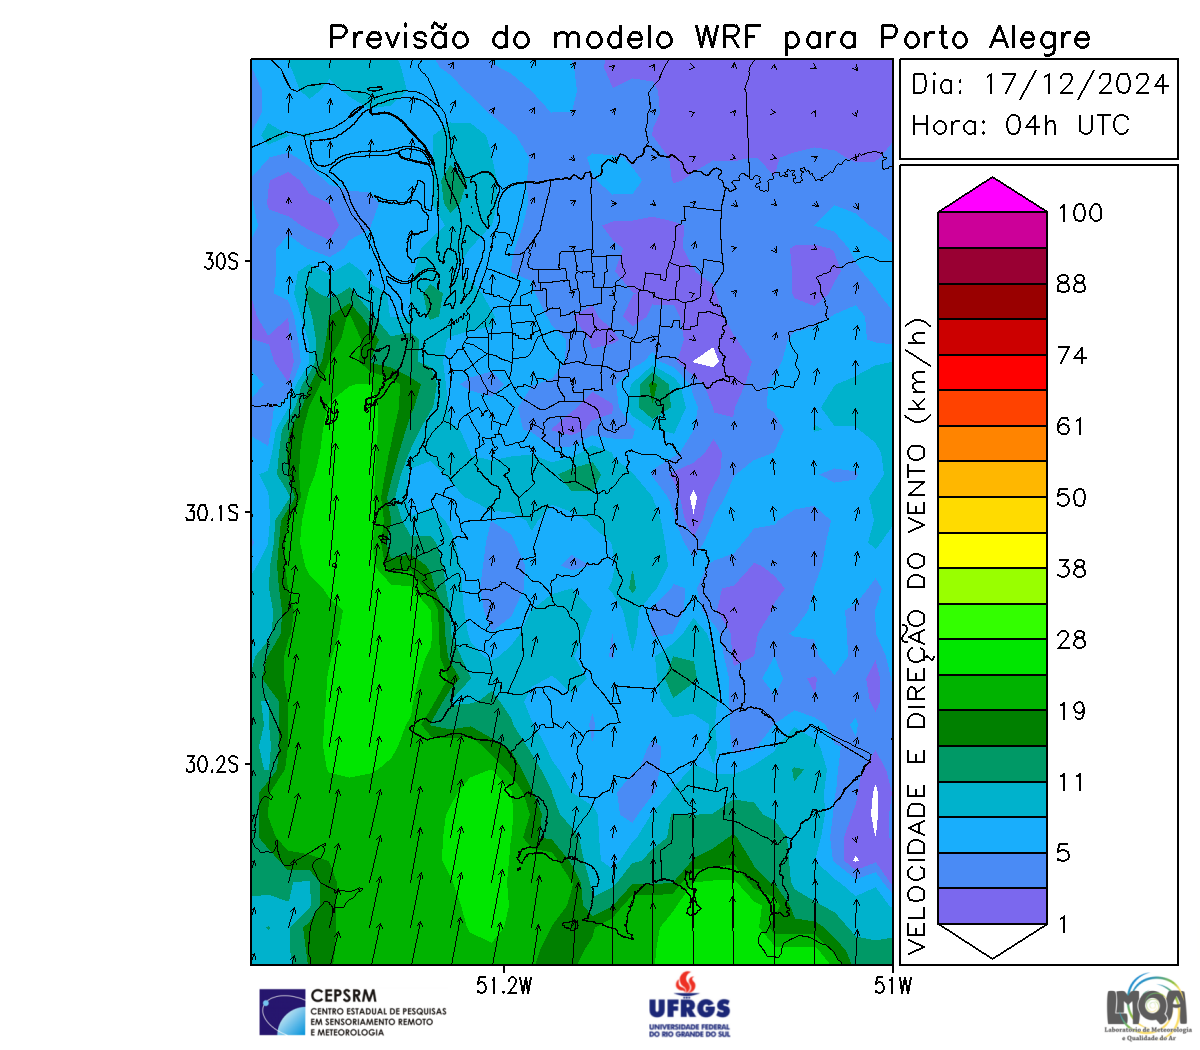 Previsão do modelo WRF para Porto Alegre
Dia: 17/12/2024
Hora: 04h UTC
100
88
74
61
50
38
28
19
11
5
1
VELOCIDADE E DIREÇÃO DO VENTO (km/h)
30S
30.1S
30.2S
51.2W
51W
CEPSRM
CENTRO ESTADUAL DE PESQUISAS
EM SENSORIAMENTO REMOTO
E METEOROLOGIA
UFRGS
UNIVERSIDADE FEDERAL
DO RIO GRANDE DO SUL
LMQA
Laboratório de Meteorologia
e Qualidade do Ar